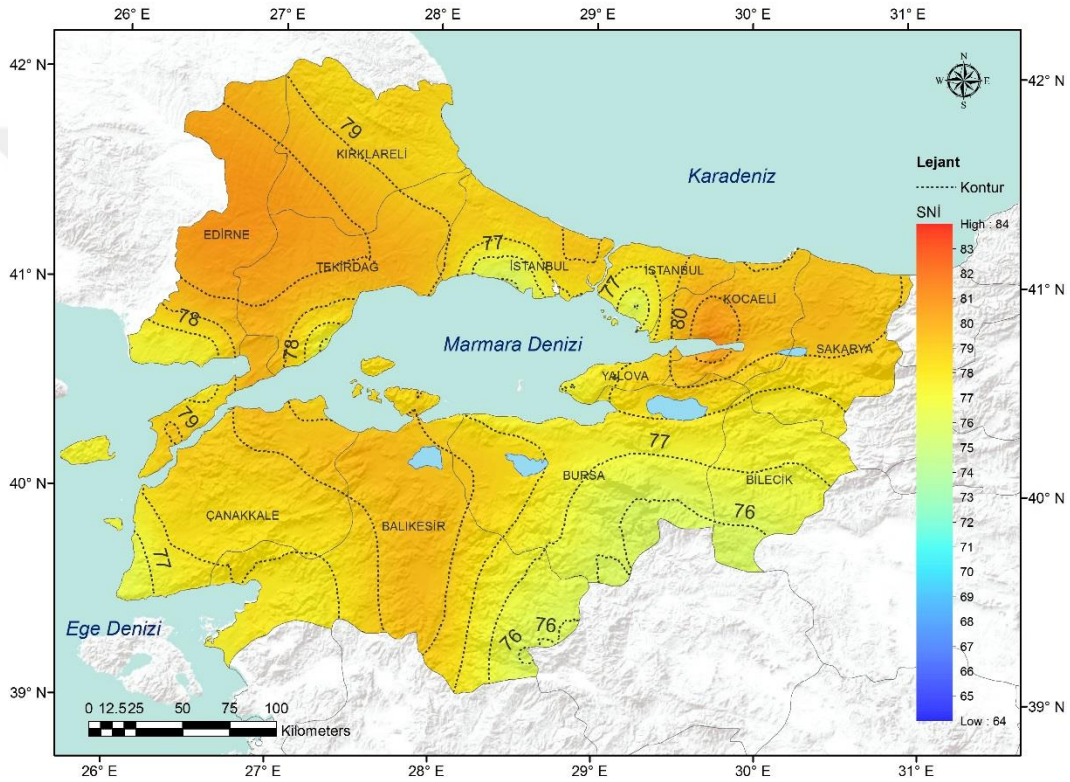 26° E 27° E 28° E 29° E 30° E 31° E
42° N 42° N
N
W E
S
79
KIRKLARELİ
Karadeniz
Lejant
Kontur
SNİ
High : 84
83
82
81
80
79
78
77
76
75
74
73
72
71
70
69
68
67
66
65
Low : 64
EDİRNE
TEKİRDAĞ
77
İSTANBUL
İSTANBUL
41° N 41° N
77
KOCAELİ
80
78
78
Marmara Denizi
SAKARYA
YALOVA
79
77
BURSA
BİLECİK
40° N 40° N
ÇANAKKALE
BALIKESİR
76
77
Ege Denizi
76
76
39° N 39° N
0 12.5 25 50 75 100
Kilometers
26° E 27° E 28° E 29° E 30° E 31° E